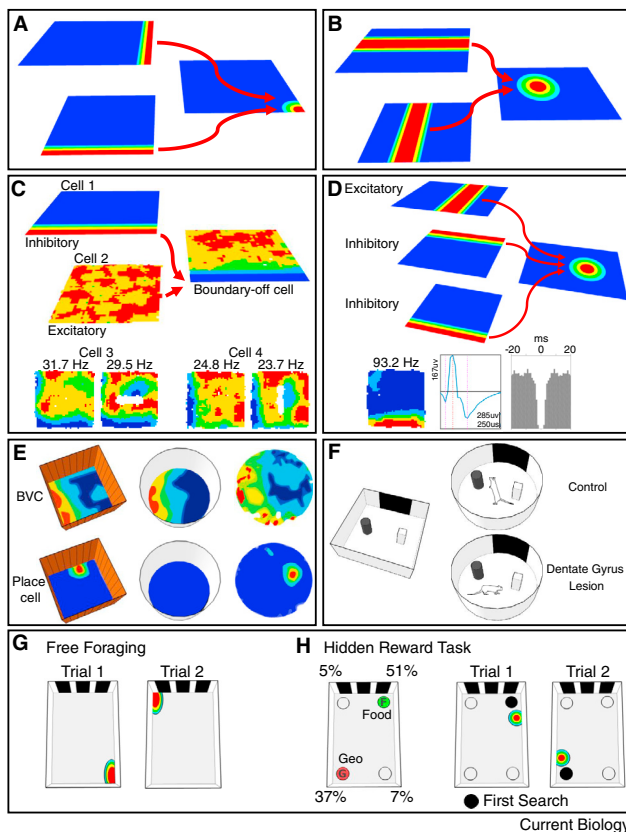 A
B
C
Cell 1
Inhibitory
Cell 2
Excitatory
Boundary-off cell
Cell 3
31.7 Hz 29.5 Hz
Cell 4
24.8 Hz 23.7 Hz
D
Excitatory
Inhibitory
Inhibitory
93.2 Hz
167uv
285uv
250us
ms
-20 0 20
E
BVC
Place
cell
F
Control
Dentate Gyrus
Lesion
G Free Foraging
Trial 1 Trial 2
H Hidden Reward Task
5% 51%
F
Food
Geo
G
37% 7%
Trial 1 Trial 2
First Search
Current Biology